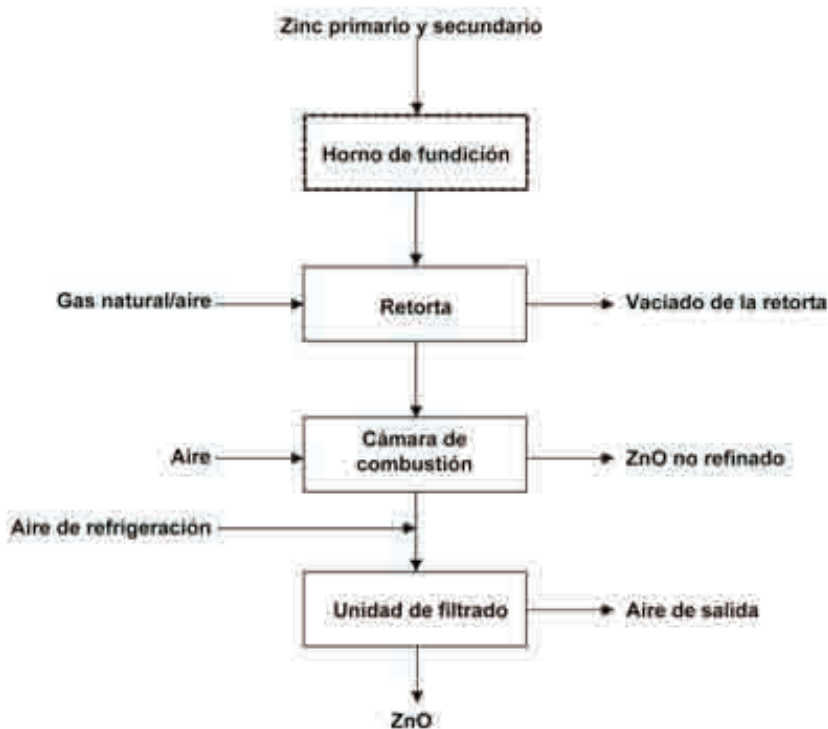 Zinc primario y secundario
Horno de fundición
Gas natural/aire
Retorta
Vaciado de la retorta
Aire
Cámara de
combustión
ZnO no refinado
Aire de refrigeración
Unidad de filtrado
Aire de salida
ZnO